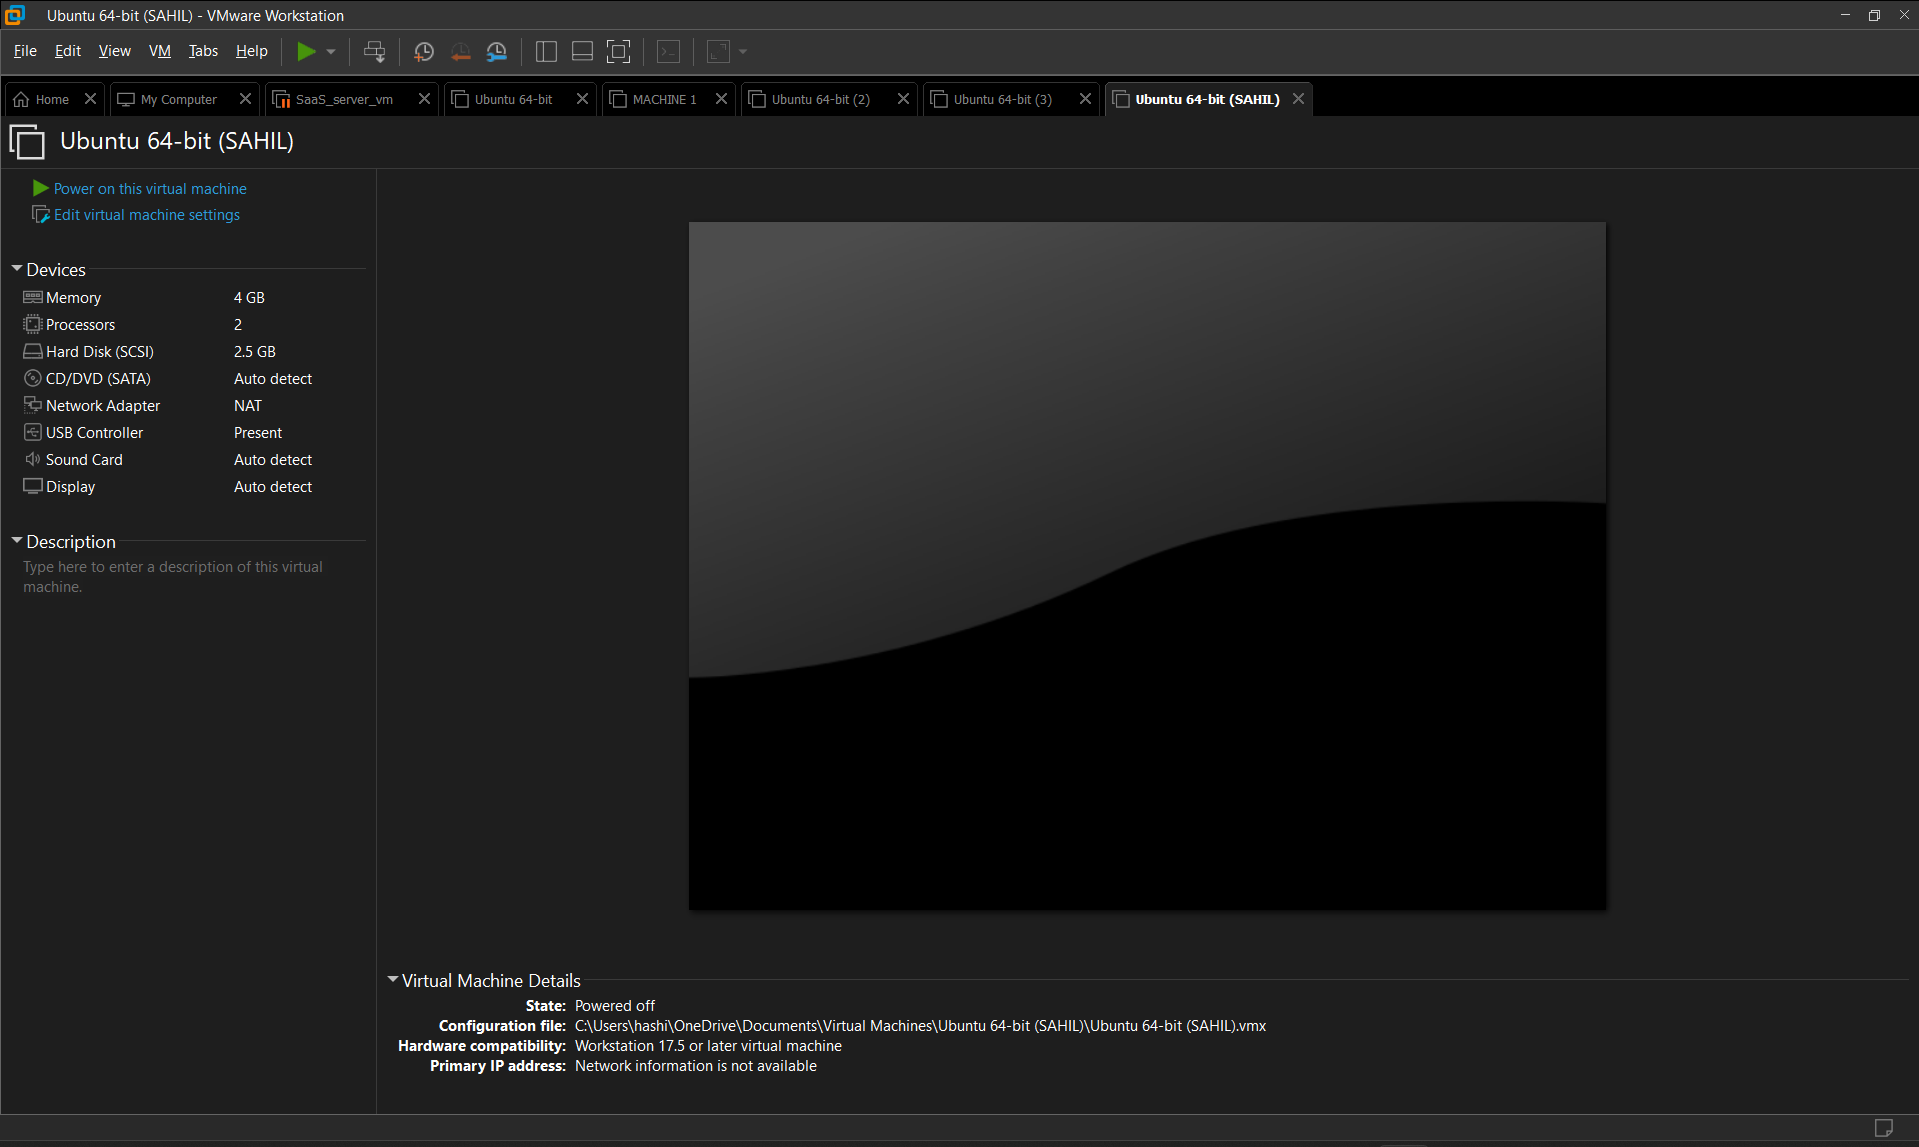 Ubuntu 64-bit (SAHIL) - VMware Workstation
File Edit View VM Tabs Help
Home My Computer SaaS_server_vm Ubuntu 64-bit MACHINE 1 Ubuntu 64-bit (2) Ubuntu 64-bit (3) Ubuntu 64-bit (SAHIL)
Ubuntu 64-bit (SAHIL)
Power on this virtual machine
Edit virtual machine settings
Devices
Memory 4 GB
Processors 2
Hard Disk (SCSI) 2.5 GB
CD/DVD (SATA) Auto detect
Network Adapter NAT
USB Controller Present
Sound Card Auto detect
Display Auto detect
Description
Type here to enter a description of this virtual
machine.
Virtual Machine Details
State: Powered off
Configuration file: C:\Users\hashi\OneDrive\Documents\Virtual Machines\Ubuntu 64-bit (SAHIL)\Ubuntu 64-bit (SAHIL).vmx
Hardware compatibility: Workstation 17.5 or later virtual machine
Primary IP address: Network information is not available